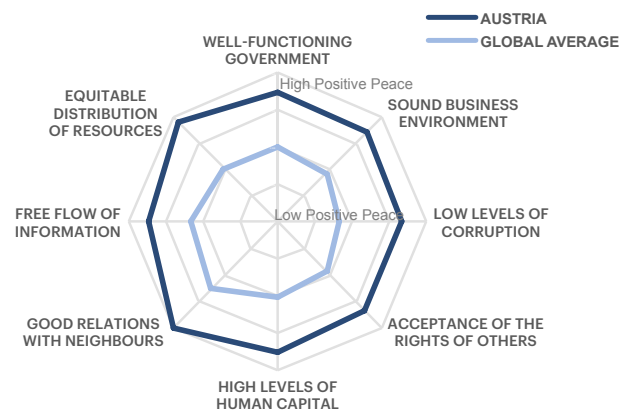 AUSTRIA
GLOBAL AVERAGE
WELL-FUNCTIONING
GOVERNMENT
High Positive Peace
SOUND BUSINESS
ENVIRONMENT
EQUITABLE
DISTRIBUTION
OF RESOURCES
FREE FLOW OF
INFORMATION
Low Positive Peace
LOW LEVELS OF
CORRUPTION
GOOD RELATIONS
WITH NEIGHBOURS
ACCEPTANCE OF THE
RIGHTS OF OTHERS
HIGH LEVELS OF
HUMAN CAPITAL